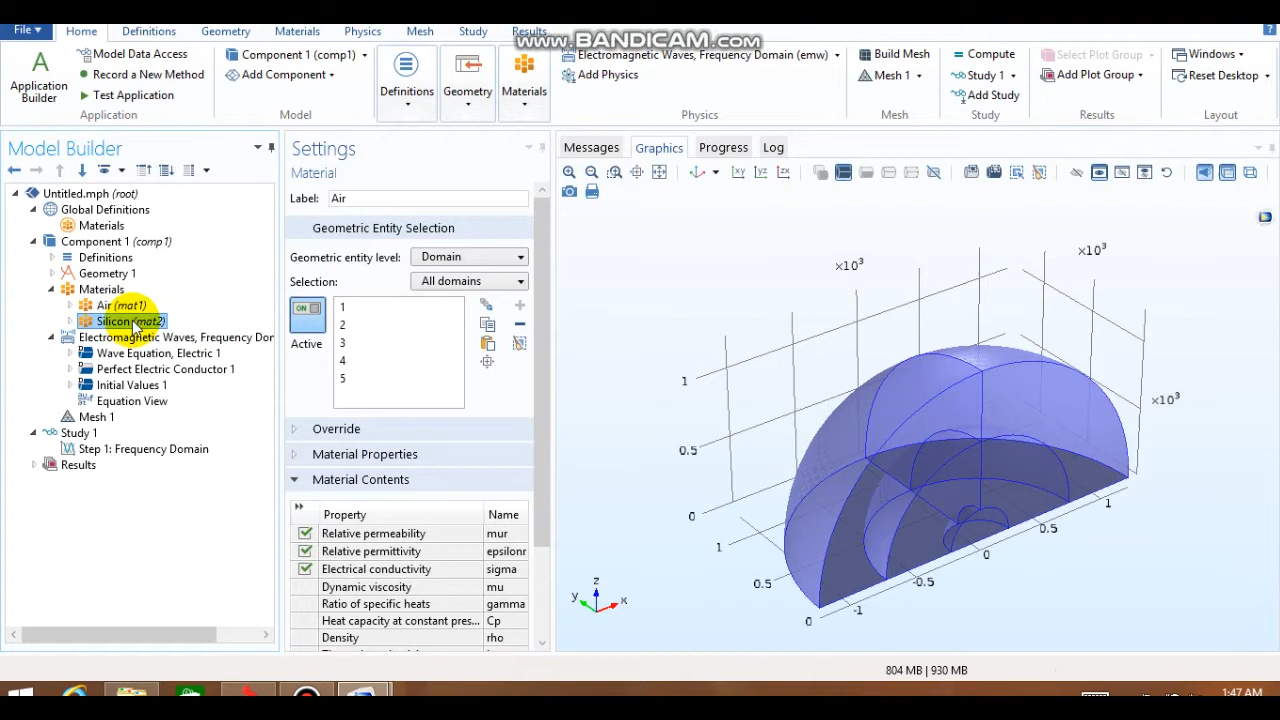 File
Home
Definitions
Geometry
Materials
Physics
Mesh
Study
Results
www.BANDICAM.com
?
Application Builder
Model Data Access
Record a New Method
Test Application
Application
Component 1 (comp1)
Add Component
Model
Definitions
Geometry
Materials
Electromagnetic Waves, Frequency Domain (emw)
Add Physics
Physics
Build Mesh
Mesh 1
Mesh
Compute
Study 1
Add Study
Study
Select Plot Group
Add Plot Group
Results
Windows
Reset Desktop
Layout
Model Builder
Untitled.mph (root)
Global Definitions
Materials
Component 1 (comp1)
Definitions
Geometry 1
Materials
Air (mat1)
Silicon (mat2)
Electromagnetic Waves, Frequency Dom
Wave Equation, Electric 1
Perfect Electric Conductor 1
Initial Values 1
Equation View
Mesh 1
Study 1
Step 1: Frequency Domain
Results
Settings
Material
Label: Air
Geometric Entity Selection
Geometric entity level: Domain
Selection: All domains
ON
Active
1
2
3
4
5
Override
Material Properties
Material Contents
Property Name
Relative permeability mur
Relative permittivity epsilonr
Electrical conductivity sigma
Dynamic viscosity mu
Ratio of specific heats gamma
Heat capacity at constant pres... Cp
Density rho
Messages
Graphics
Progress
Log
xy
yz
zx
×10³
×10³
×10³
1
0.5
0
1
0.5
0
1
0.5
0
-0.5
-1
z
y
x
804 MB | 930 MB
1:47 AM